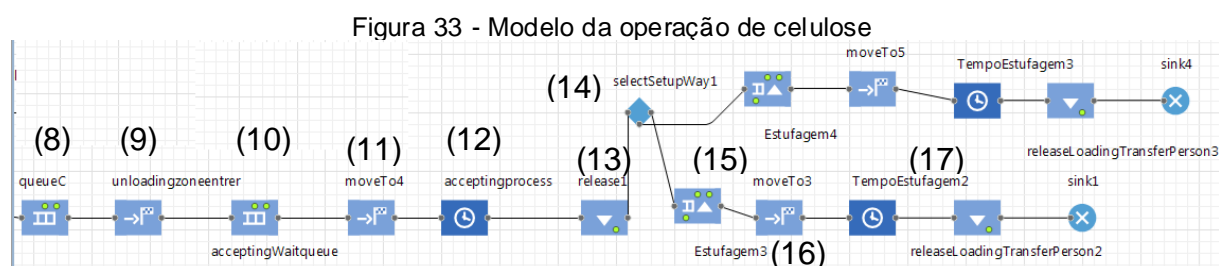 Figura 33 - Modelo da operação de celulose
moveTo5
TempoEstufagem3
sink4
(14)
selectSetupWay1
Estufagem4
releaseLoadingTransferPerson3
(8)
(9)
(10)
(11)
(12)
(13)
(15)
(17)
queueC
unloadingzoneentrer
moveTo4
acceptingprocess
release1
moveTo3
TempoEstufagem2
sink1
acceptingWaitqueue
Estufagem3
(16)
releaseLoadingTransferPerson2